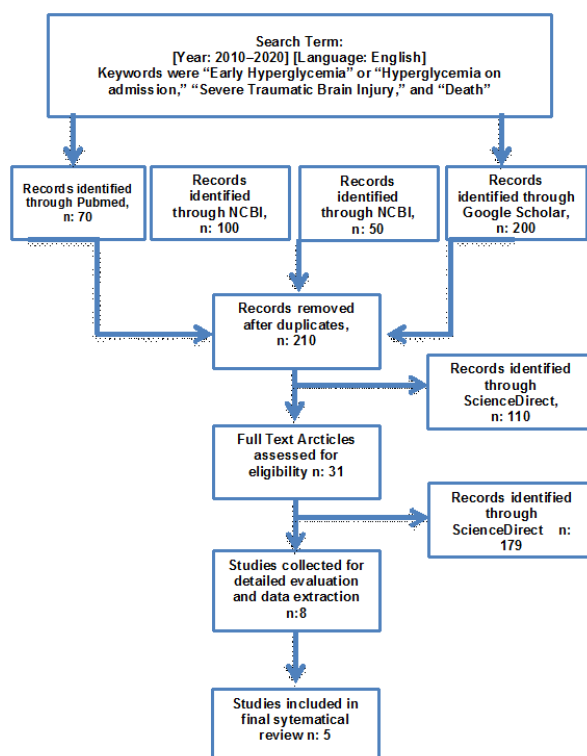 Search Term:
[Year: 2010–2020] [Language: English]
Keywords were “Early Hyperglycemia” or “Hyperglycemia on
admission,” “Severe Traumatic Brain Injury,” and “Death”
Records identified
through Pubmed,
n: 70
Records
identified
through NCBI,
n: 100
Records
identified
through NCBI,
n: 50
Records
identified through
Google Scholar,
n: 200
Records removed
after duplicates,
n: 210
Records identified
through
ScienceDirect,
n: 110
Full Text Arcticles
assessed for
eligibility n: 31
Records identified
through
ScienceDirect n:
179
Studies collected for
detailed evaluation
and data extraction
n:8
Studies included in
final sytematical
review n: 5